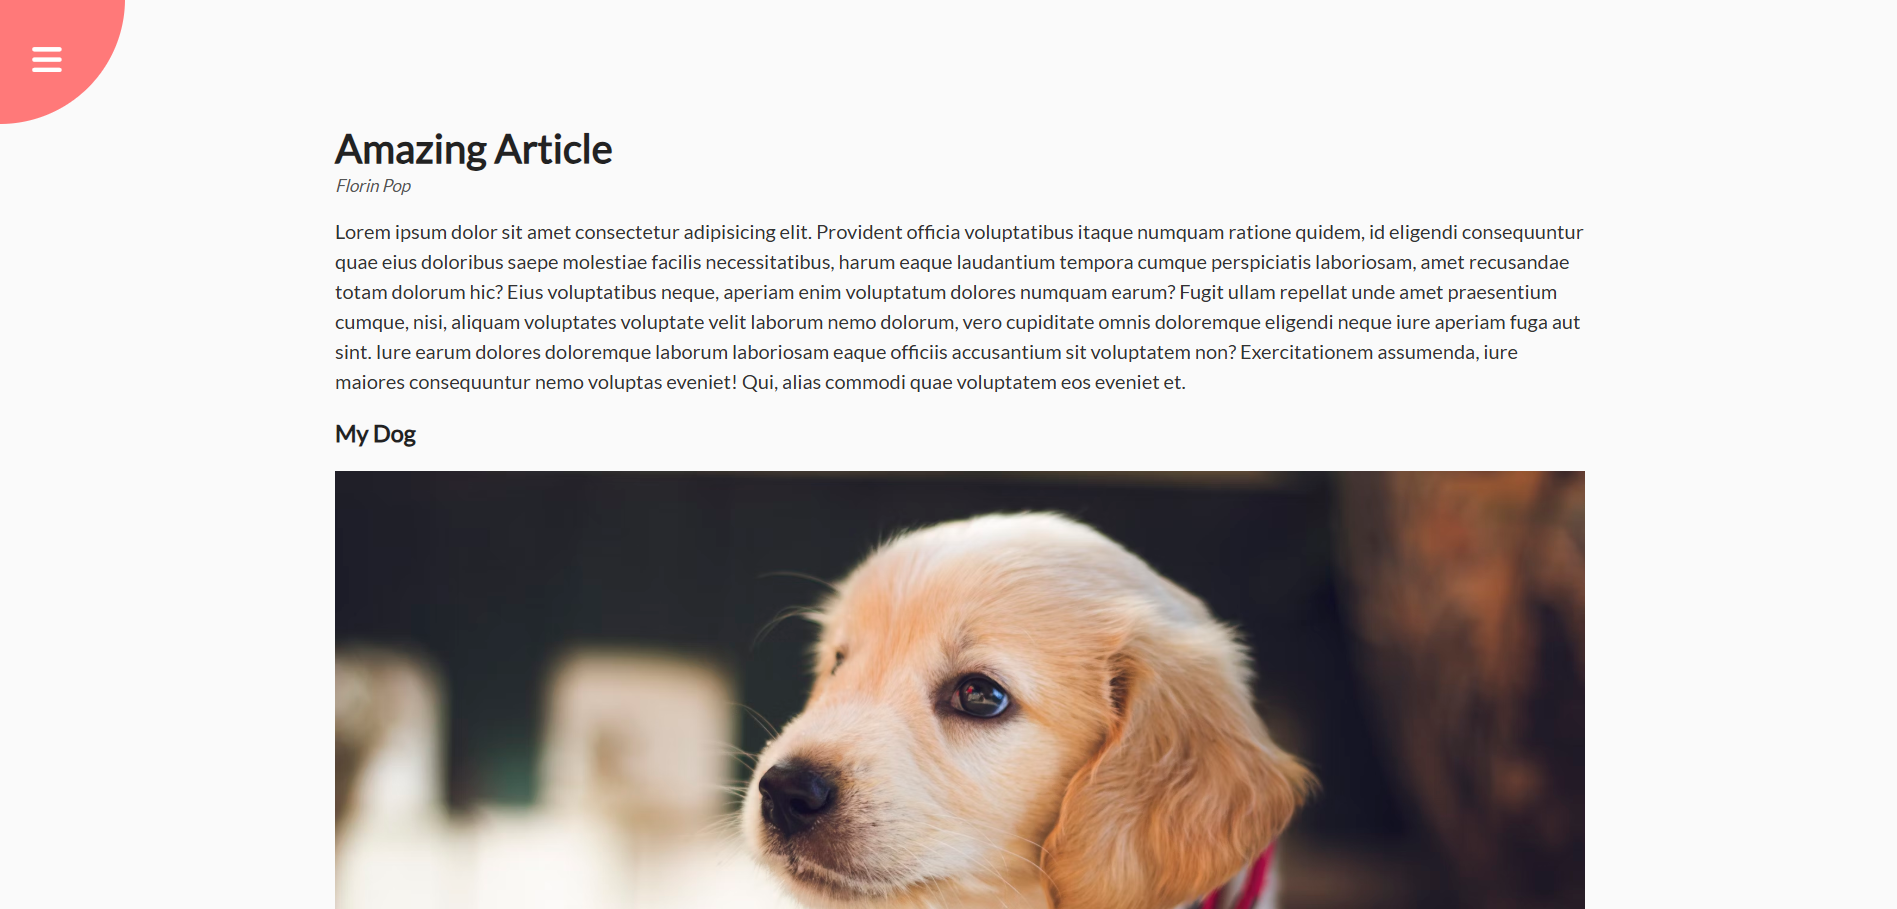 Amazing Article
Florin Pop
Lorem ipsum dolor sit amet consectetur adipisicing elit. Provident officia voluptatibus itaque numquam ratione quidem, id eligendi consequuntur
quae eius doloribus saepe molestiae facilis necessitatibus, harum eaque laudantium tempora cumque perspiciatis laboriosam, amet recusandae
totam dolorum hic? Eius voluptatibus neque, aperiam enim voluptatum dolores numquam earum? Fugit ullam repellat unde amet praesentium
cumque, nisi, aliquam voluptates voluptate velit laborum nemo dolorum, vero cupiditate omnis doloremque eligendi neque iure aperiam fuga aut
sint. Iure earum dolores doloremque laborum laboriosam eaque officiis accusantium sit voluptatem non? Exercitationem assumenda, iure
maiores consequuntur nemo voluptas eveniet! Qui, alias commodi quae voluptatem eos eveniet et.
My Dog